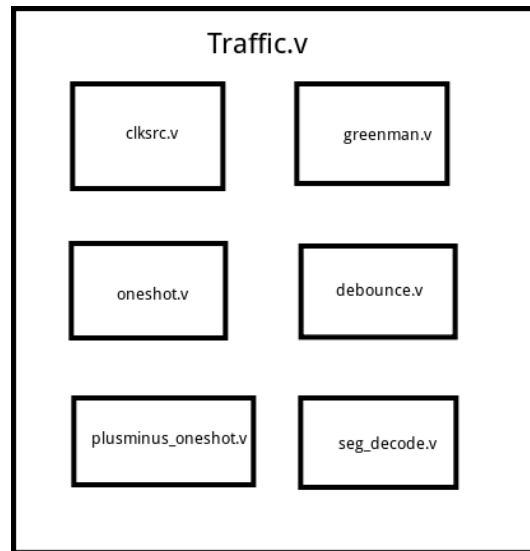 Traffic.v
clksrc.v
greenman.v
oneshot.v
debounce.v
plusminus_oneshot.v
seg_decode.v